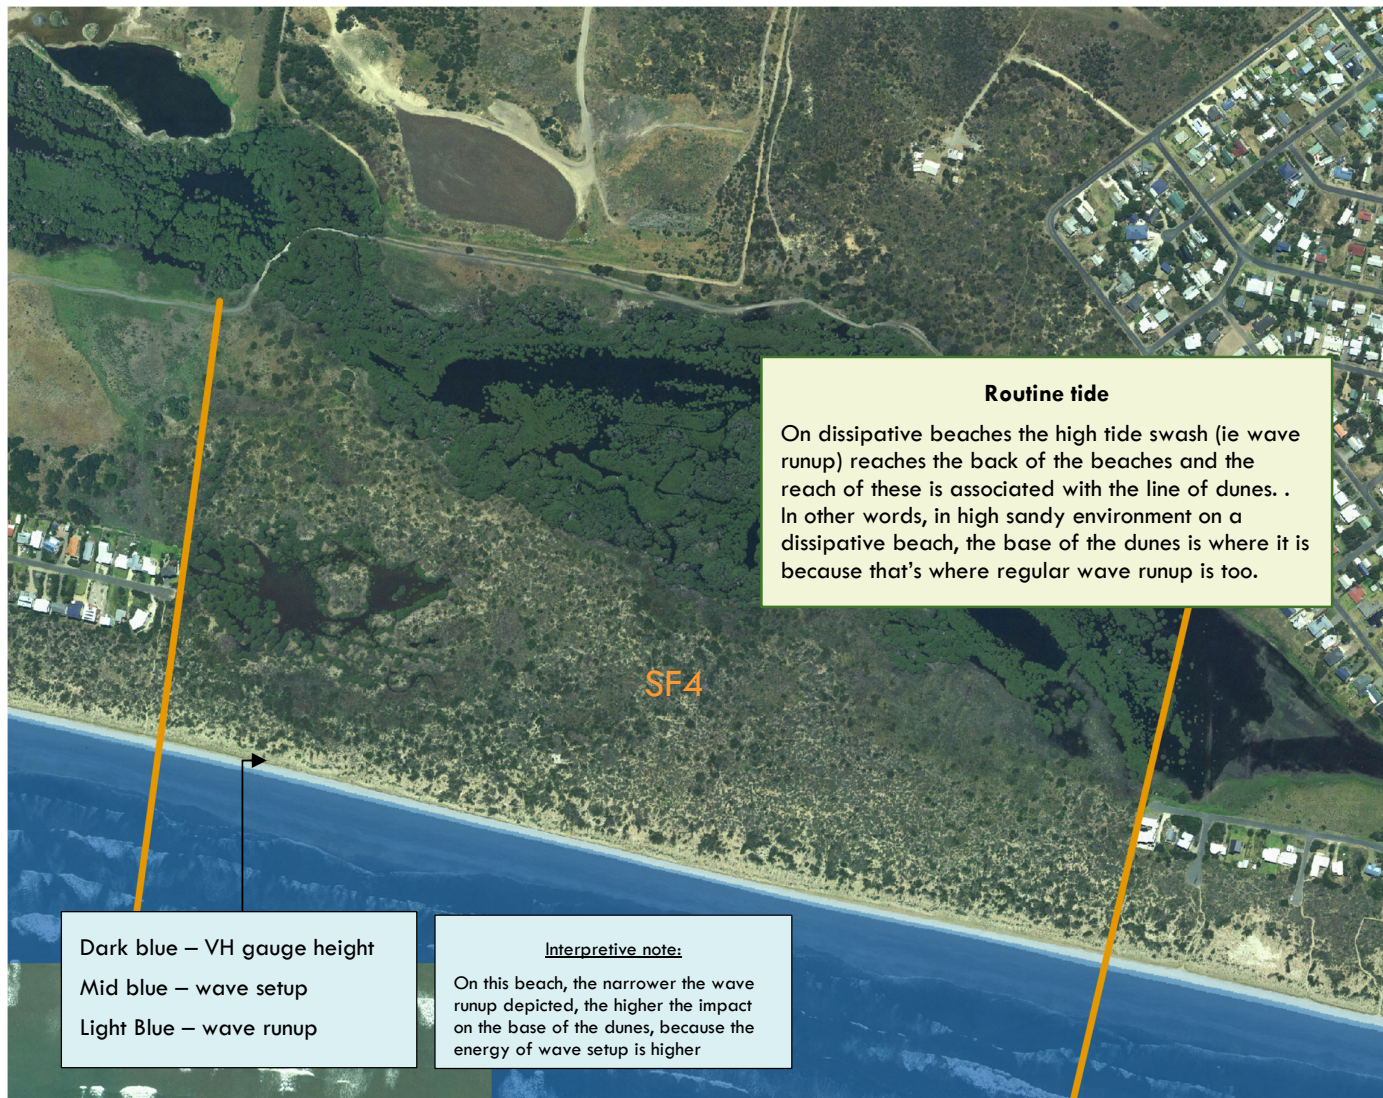 Routine tide
On dissipative beaches the high tide swash (ie wave
runup) reaches the back of the beaches and the
reach of these is associated with the line of dunes. .
In other words, in high sandy environment on a
dissipative beach, the base of the dunes is where it is
because that's where regular wave runup is too.
SF4
Dark blue – VH gauge height
Mid blue – wave setup
Light Blue – wave runup
Interpretive note:
On this beach, the narrower the wave
runup depicted, the higher the impact
on the base of the dunes, because the
energy of wave setup is higher